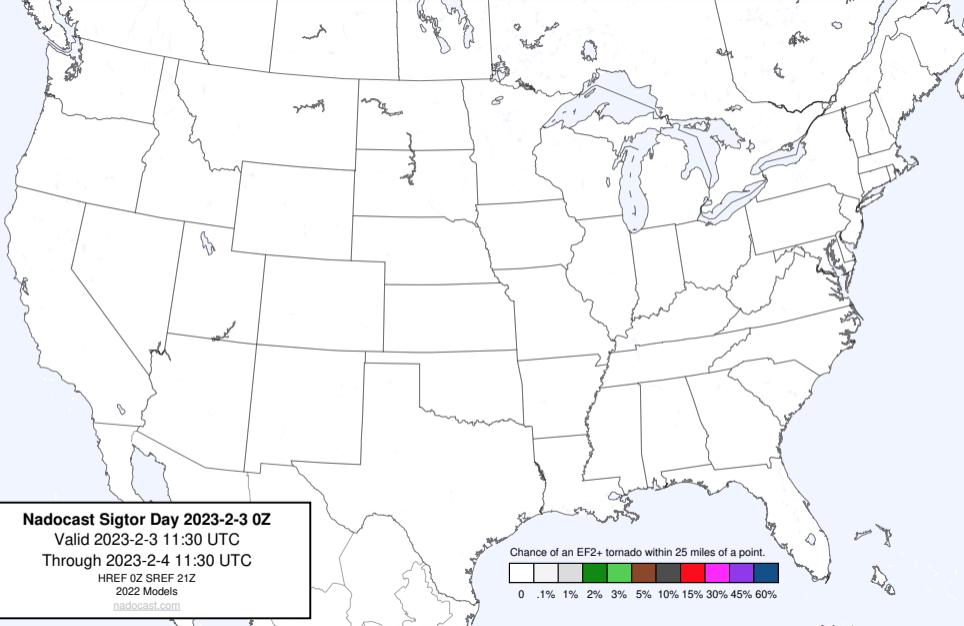 Nadocast Sigtor Day 2023-2-3 0Z
Valid 2023-2-3 11:30 UTC
Through 2023-2-4 11:30 UTC
HREF 0Z SREF 21Z
2022 Models
nadocast.com
Chance of an EF2+ tornado within 25 miles of a point.
0 .1% 1% 2% 3% 5% 10% 15% 30% 45% 60%